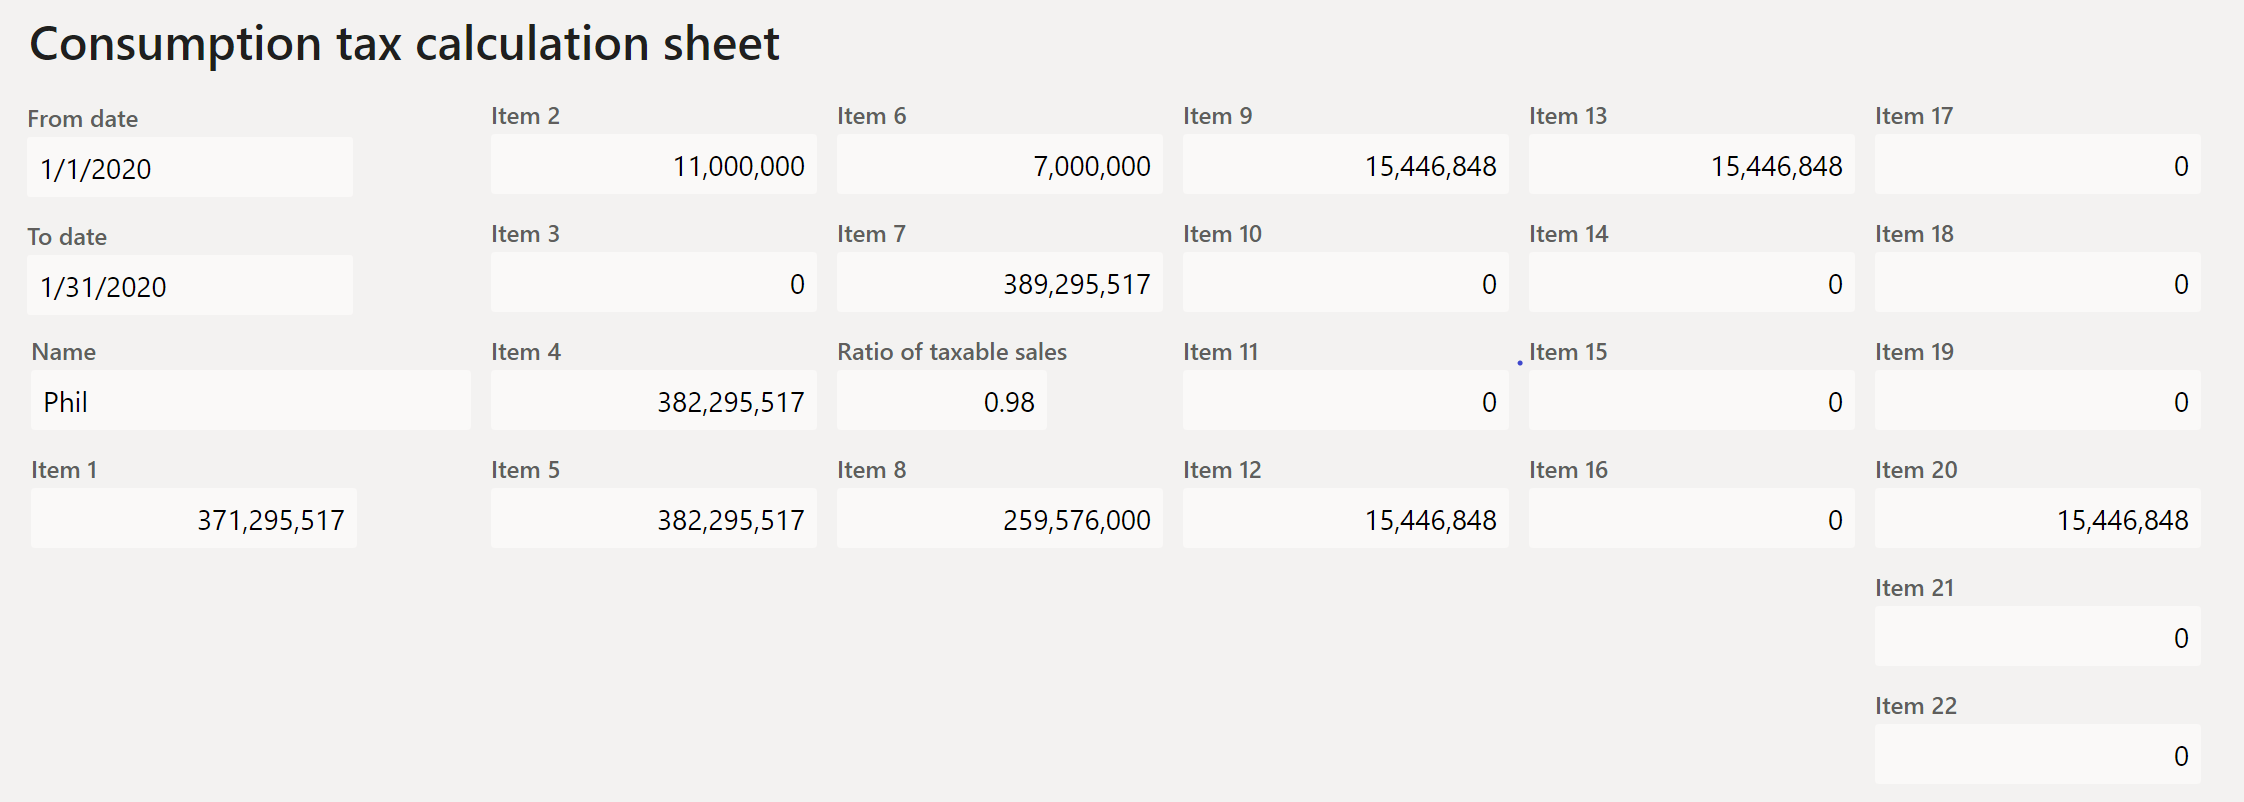 Consumption tax calculation sheet
From date
1/1/2020
To date
1/31/2020
Name
Phil
Item 1
371,295,517
Item 2
11,000,000
Item 3
0
Item 4
382,295,517
Item 5
382,295,517
Item 6
7,000,000
Item 7
389,295,517
Ratio of taxable sales
0.98
Item 8
259,576,000
Item 9
15,446,848
Item 10
0
Item 11
0
Item 12
15,446,848
Item 13
15,446,848
Item 14
0
Item 15
0
Item 16
0
Item 17
0
Item 18
0
Item 19
0
Item 20
15,446,848
Item 21
0
Item 22
0